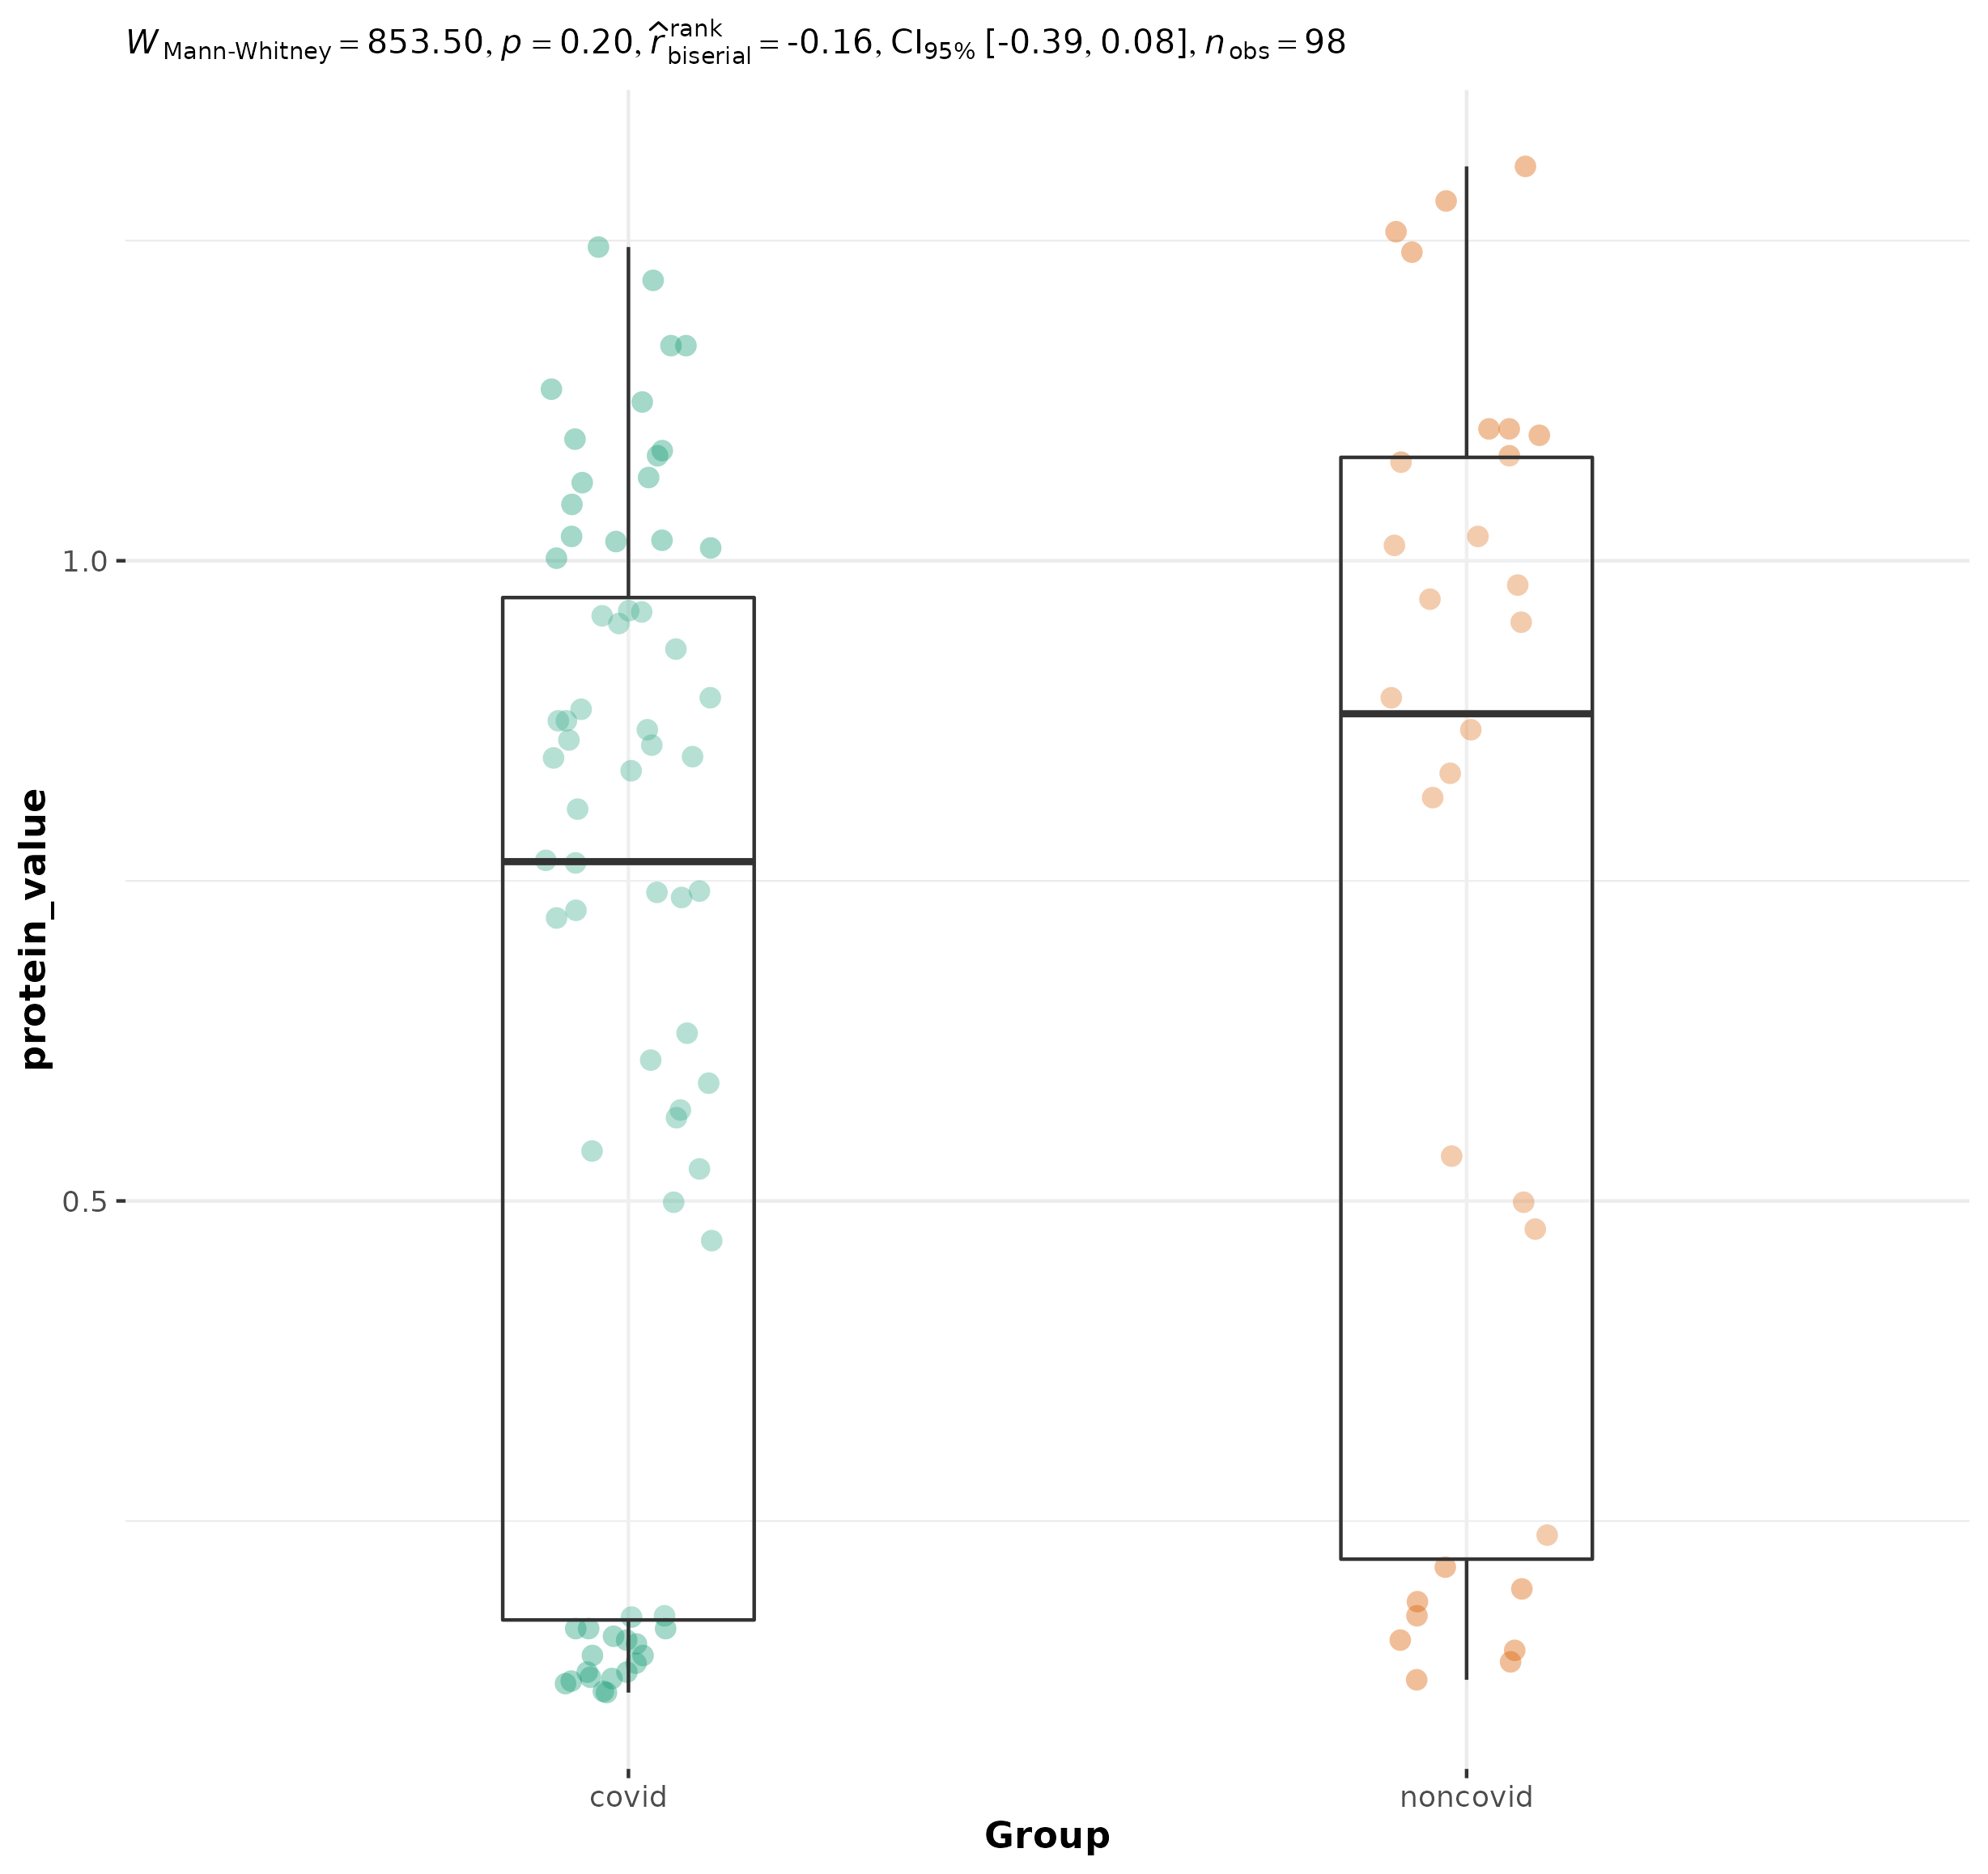 W Mann-Whitney = 853.50, p = 0.20, r̂ rank biserial = -0.16, CI95% [-0.39, 0.08], n obs = 98
protein_value
1.0
0.5
covid noncovid
Group